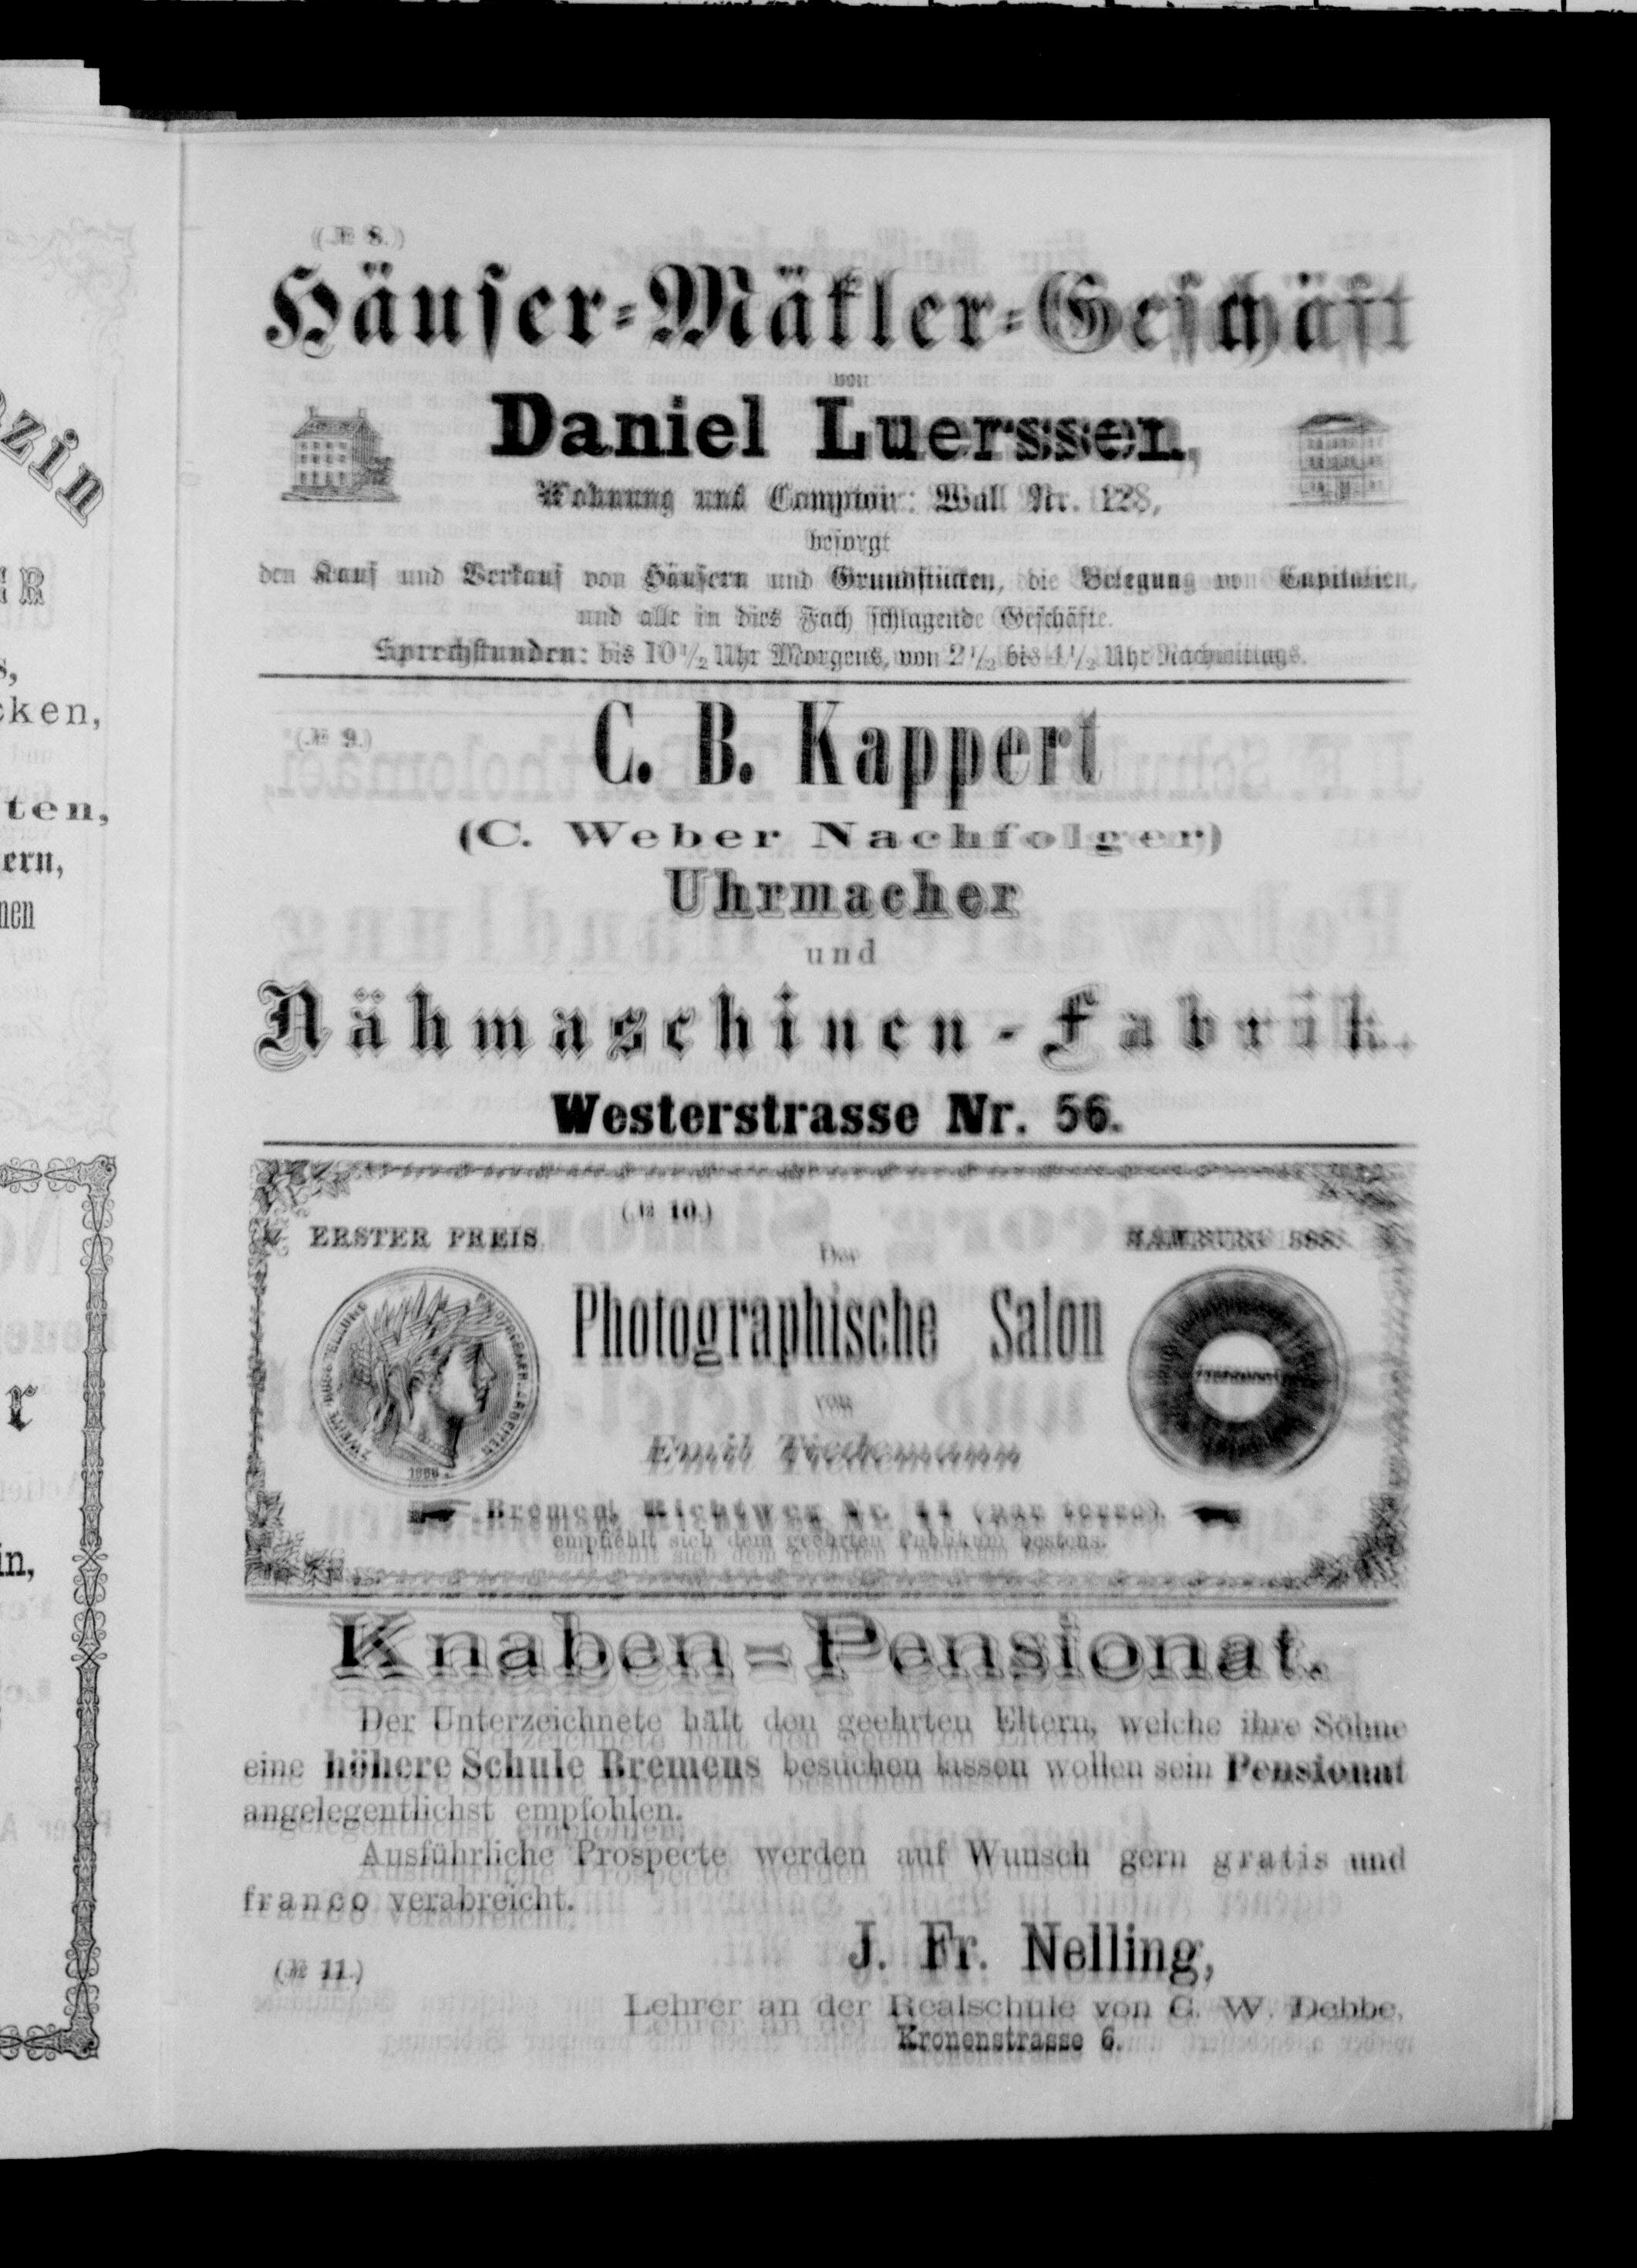 (№ 8.)
Häuser-Mäkler-Geschäft
von
Daniel Luerssen,
Wohnung und Comptoir: Wall Nr. 128,
besorgt
den Kauf und Verkauf von Häusern und Grundstücken, die Belegung von Capitalien,
und alle in dies Fach schlagende Geschäfte.
Sprechstunden: bis 10½ Uhr Morgens, von 2½ bis 4½ Uhr Nachmittags.
(№ 9.)
C. B. Kappert
(C. Weber Nachfolger)
Uhrmacher
und
Nähmaschinen-Fabrik.
Westerstrasse Nr. 56.
(№ 10.)
ERSTER PREIS
HAMBURG
Der
Photographische Salon
von
Emil Tiedemann
Bremen, Richtweg Nr. (par terre),
empfiehlt sich dem geehrten Publikum bestens.
Knaben-Pensionat.
Der Unterzeichnete hält den geehrten Eltern, welche ihre Söhne
eine höhere Schule Bremens besuchen lassen wollen sein Pensionat
angelegentlichst empfohlen.
Ausführliche Prospecte werden auf Wunsch gern gratis und
franco verabreicht.
J. Fr. Nelling,
(№ 11.)
Lehrer an der Realschule von C. W. Debbe,
Kronenstrasse 6.